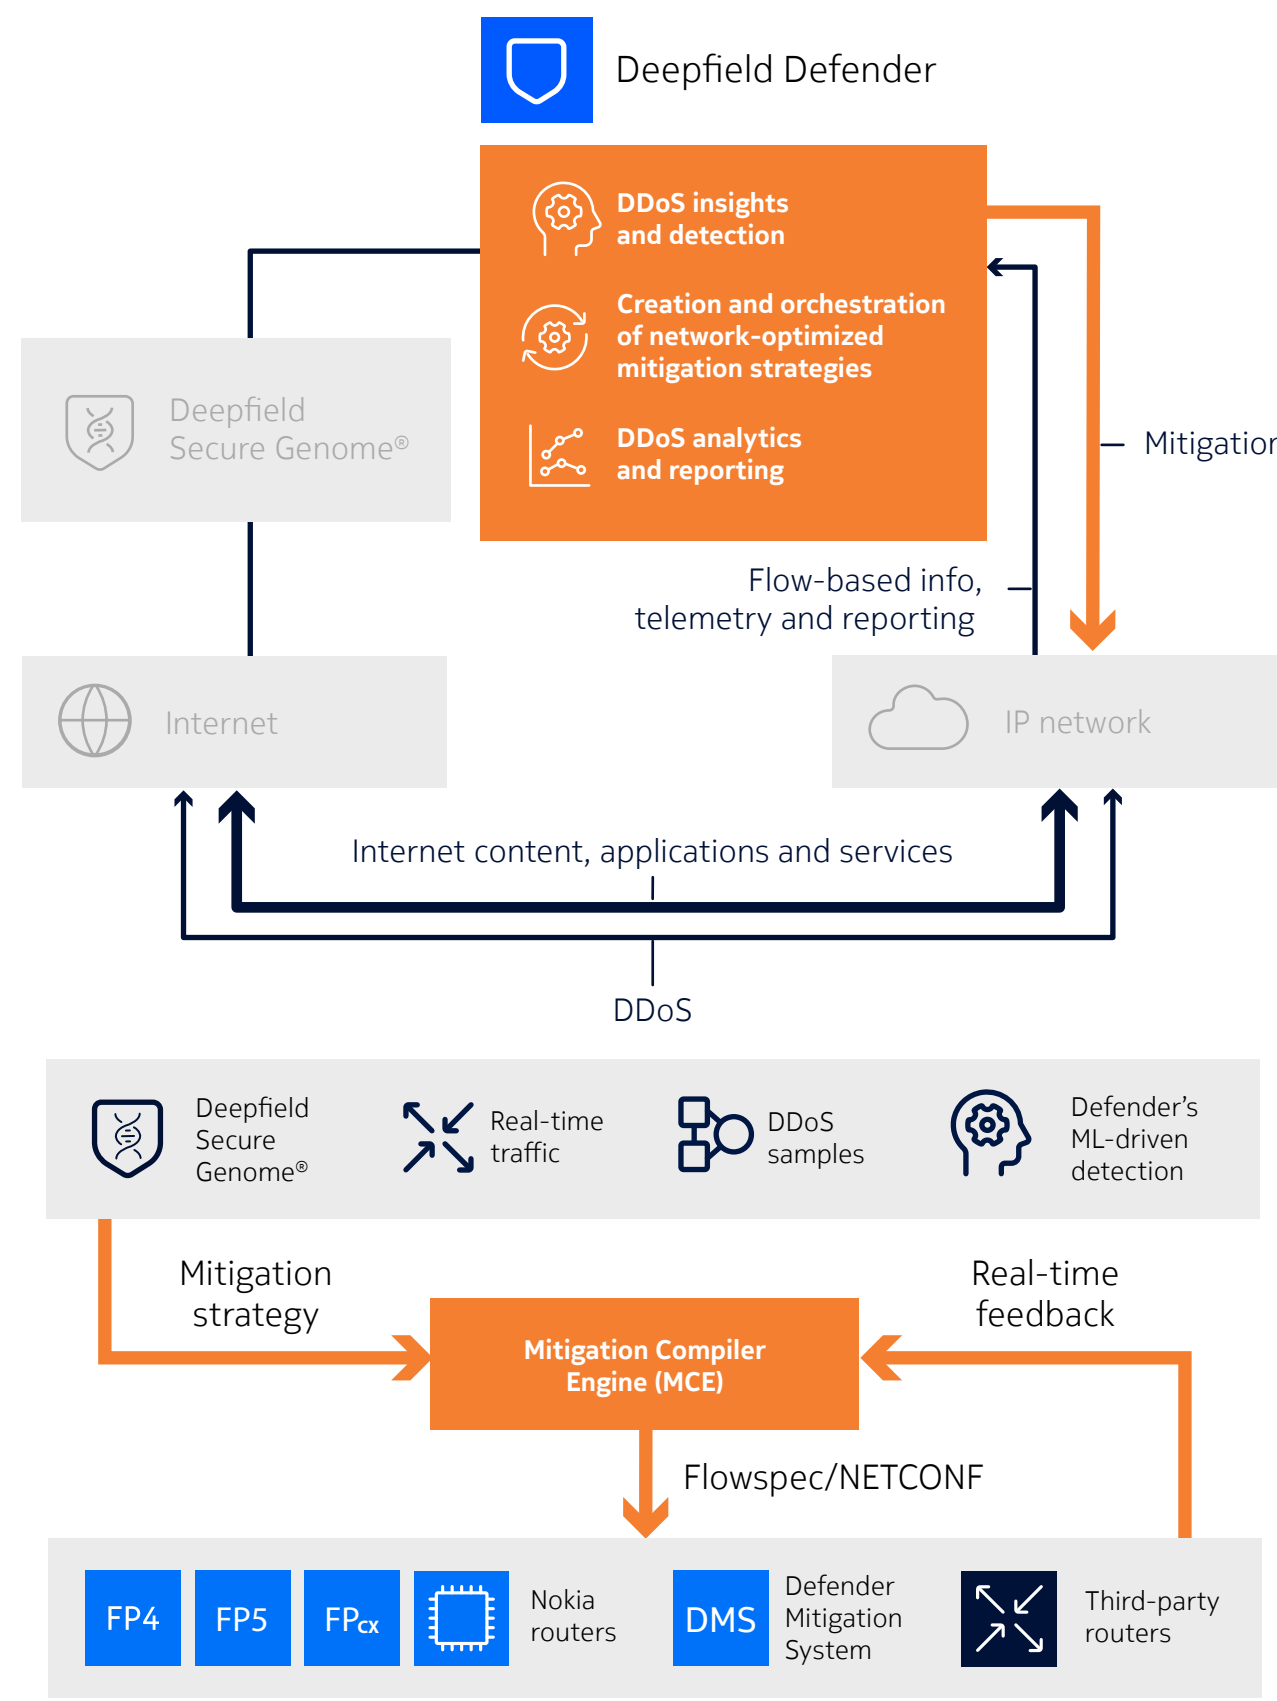 Deepfield Defender
DDoS insights
and detection
Creation and orchestration
of network-optimized
mitigation strategies
DDoS analytics
and reporting
Deepfield
Secure Genome®
Mitigation
Flow-based info,
telemetry and reporting
Internet
IP network
Internet content, applications and services
DDoS
Deepfield
Secure
Genome®
Real-time
traffic
DDoS
samples
Defender’s
ML-driven
detection
Mitigation
strategy
Real-time
feedback
Mitigation Compiler
Engine (MCE)
Flowspec/NETCONF
FP4
FP5
FPcx
Nokia
routers
DMS
Defender
Mitigation
System
Third-party
routers